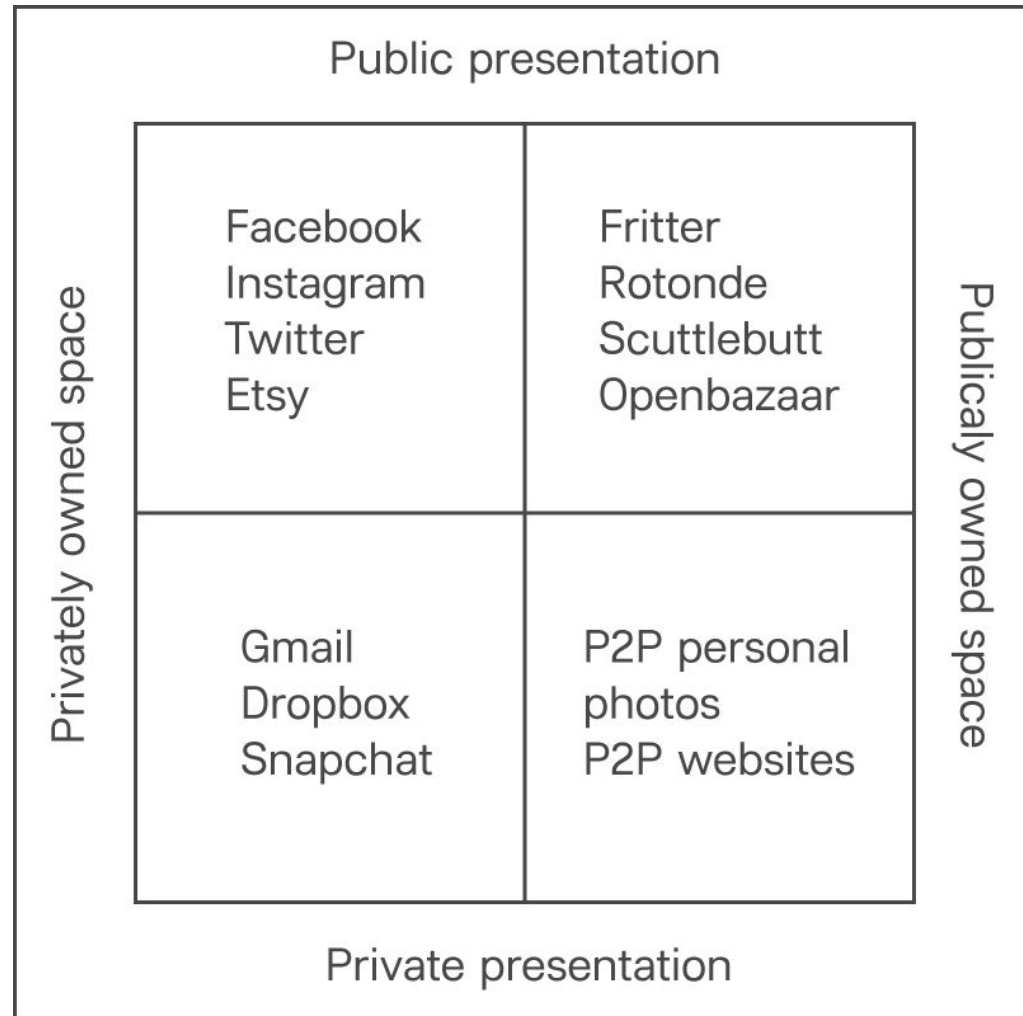 Public presentation
Privately owned space
Facebook
Instagram
Twitter
Etsy
Fritter
Rotonde
Scuttlebutt
Openbazaar
Publicaly owned space
Gmail
Dropbox
Snapchat
P2P personal
photos
P2P websites
Private presentation